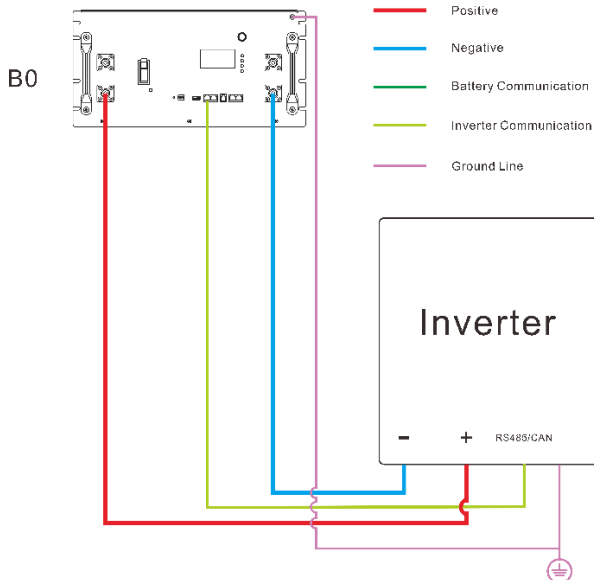 Positive
Negative
B0
Battery Communication
Inverter Communication
Ground Line
Inverter
- + RS485/CAN